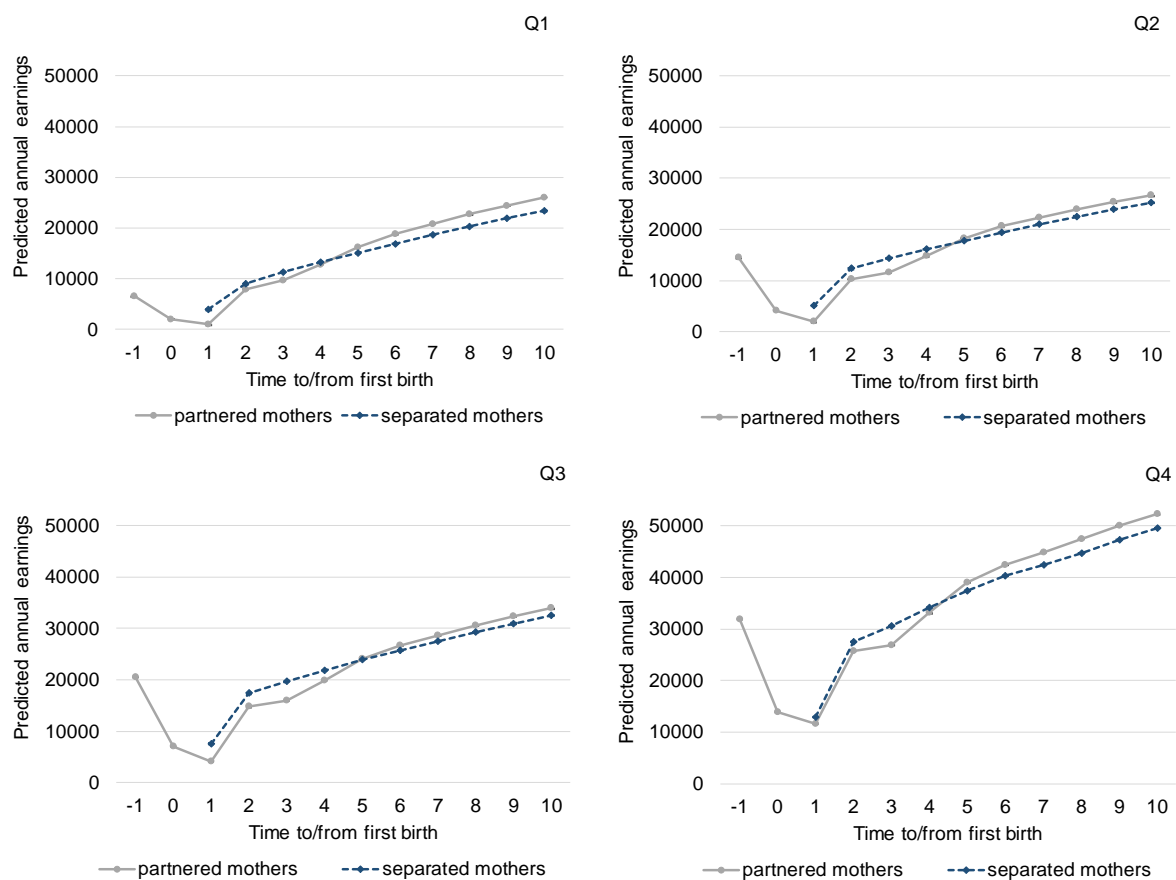 Q1
Predicted annual earnings
50000
40000
30000
20000
10000
0
-1 0 1 2 3 4 5 6 7 8 9 10
Time to/from first birth
partnered mothers separated mothers
Q2
Predicted annual earnings
50000
40000
30000
20000
10000
0
-1 0 1 2 3 4 5 6 7 8 9 10
Time to/from first birth
partnered mothers separated mothers
Q3
Predicted annual earnings
50000
40000
30000
20000
10000
0
-1 0 1 2 3 4 5 6 7 8 9 10
Time to/from first birth
partnered mothers separated mothers
Q4
Predicted annual earnings
50000
40000
30000
20000
10000
0
-1 0 1 2 3 4 5 6 7 8 9 10
Time to/from first birth
partnered mothers separated mothers